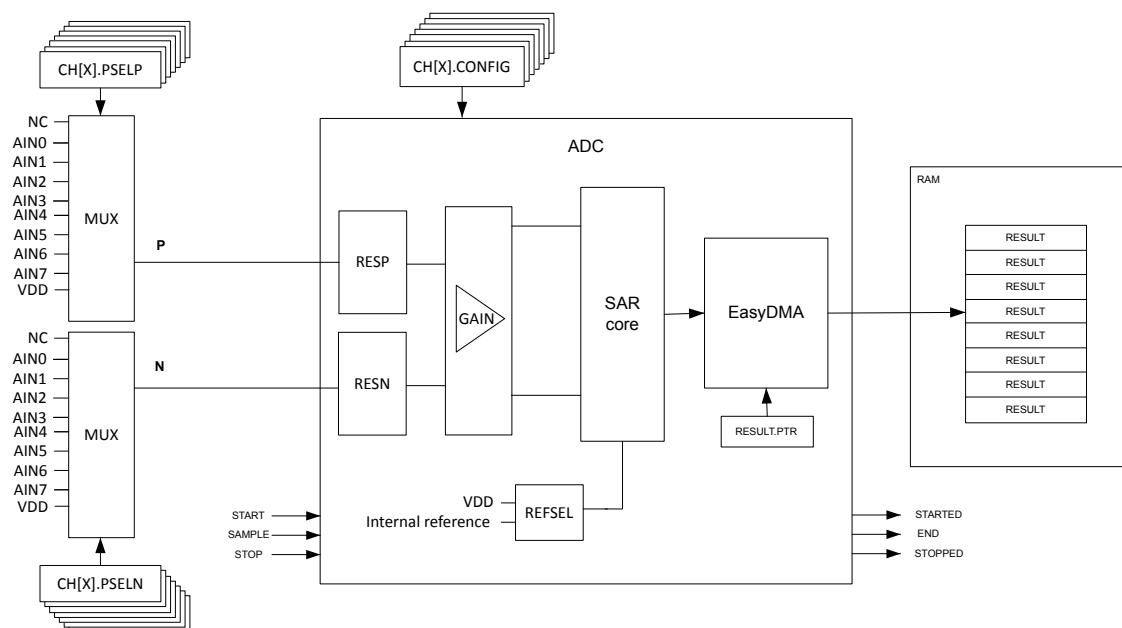 CH[X].PSELP
CH[X].CONFIG
NC
AIN0
AIN1
AIN2
AIN3
AIN4
AIN5
AIN6
AIN7
VDD
MUX
P
ADC
RESP
GAIN
SAR
core
EasyDMA
RAM
RESULT
RESULT
RESULT
RESULT
RESULT
RESULT
RESULT
RESULT
NC
AIN0
AIN1
AIN2
AIN3
AIN4
AIN5
AIN6
AIN7
VDD
MUX
N
RESN
RESULT.PTR
VDD
Internal reference
REFSEL
START
SAMPLE
STOP
STARTED
END
STOPPED
CH[X].PSELN